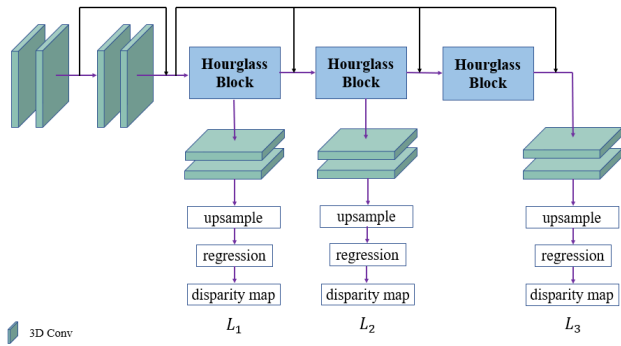 Hourglass
Block
Hourglass
Block
Hourglass
Block
upsample
upsample
upsample
regression
regression
regression
disparity map
disparity map
disparity map
L₁
L₂
L₃
3D Conv